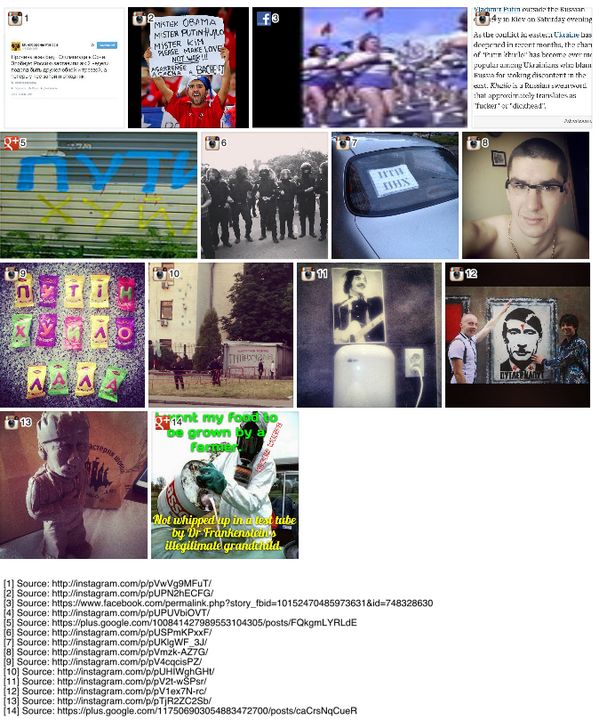 1
2
MISTER OBAMA
MISTER PUTIN HUYLO
MISTER KIM
PLEASE MAKE LOVE
NOT WAR!!!
3
4
Vladimir Putin outside the Russian
in Kiev on Saturday evening
As the conflict in eastern Ukraine has
deepened in recent months, the chan
of "Putin khuilo" has become ever mo
popular among Ukrainians who blam
Russia for stoking discontent in the
east. Khuilo is a Russian swearword
that approximately translates as
"fucker" or "dickhead".
5
ПУТИ
ХУЙЛ
6
7
ПТН
ПНХ
8
9
ПУТІН
ХУЙЛО
ЛАЛА
10
11
12
13
14
I want my food to
be grown by a
farmer.
Not whipped up in a test tube
by Dr Frankenstein's
illegitimate grandchild.
[1] Source: http://instagram.com/p/pVwVg9MFuT/
[2] Source: http://instagram.com/p/pUPN2hECFG/
[3] Source: https://www.facebook.com/permalink.php?story_fbid=10152470485973631&id=748328630
[4] Source: http://instagram.com/p/pUPUVbiOVT/
[5] Source: https://plus.google.com/100841427989553104305/posts/FQkgmLYRLdE
[6] Source: http://instagram.com/p/pUSPmKPxxF/
[7] Source: http://instagram.com/p/pUKlgWF_3J/
[8] Source: http://instagram.com/p/pVmzk-AZ7G/
[9] Source: http://instagram.com/p/pV4cqcisPZ/
[10] Source: http://instagram.com/p/pUHIWghGHt/
[11] Source: http://instagram.com/p/pV2t-wSPsr/
[12] Source: http://instagram.com/p/pV1ex7N-rc/
[13] Source: http://instagram.com/p/pTjR2ZC2Sb/
[14] Source: https://plus.google.com/117506903054883472700/posts/caCrsNqCueR